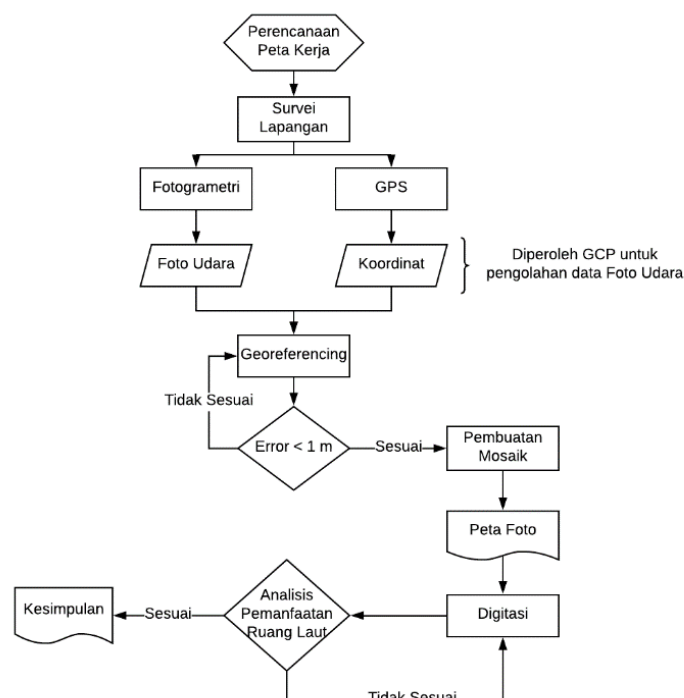 Perencanaan
Peta Kerja
Survei
Lapangan
Fotogrametri
GPS
Foto Udara
Koordinat
Diperoleh GCP untuk
pengolahan data Foto Udara
Georeferencing
Tidak Sesuai
Error < 1 m
Sesuai
Pembuatan
Mosaik
Peta Foto
Digitasi
Analisis
Pemanfaatan
Ruang Laut
Sesuai
Kesimpulan
Tidak Sesuai